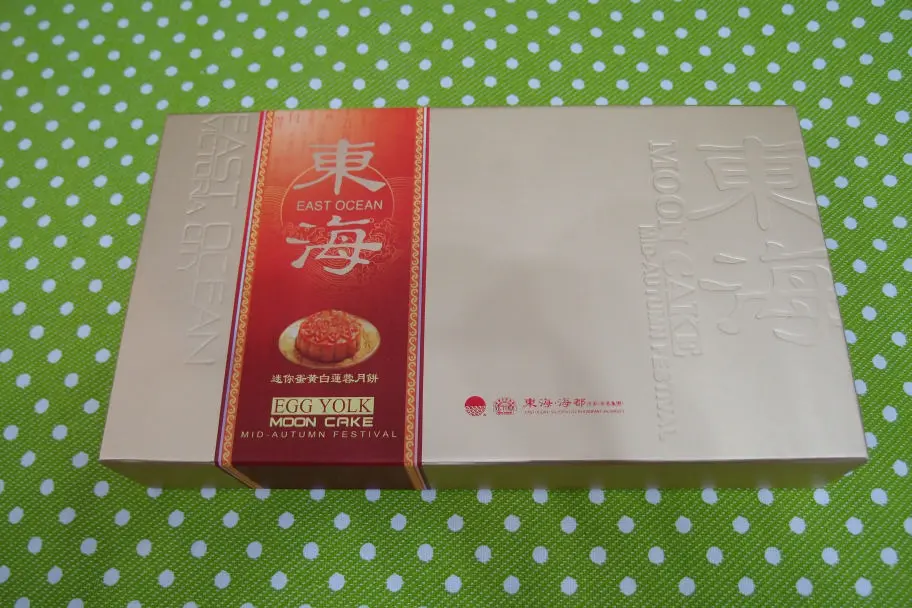 EAST OCEAN
VICTORIA CITY
東
EAST OCEAN
海
迷你蛋黃白蓮蓉月餅
EGG YOLK
MOON CAKE
MID-AUTUMN FESTIVAL
東海
MOON CAKE
MID-AUTUMN FESTIVAL
東海·海都